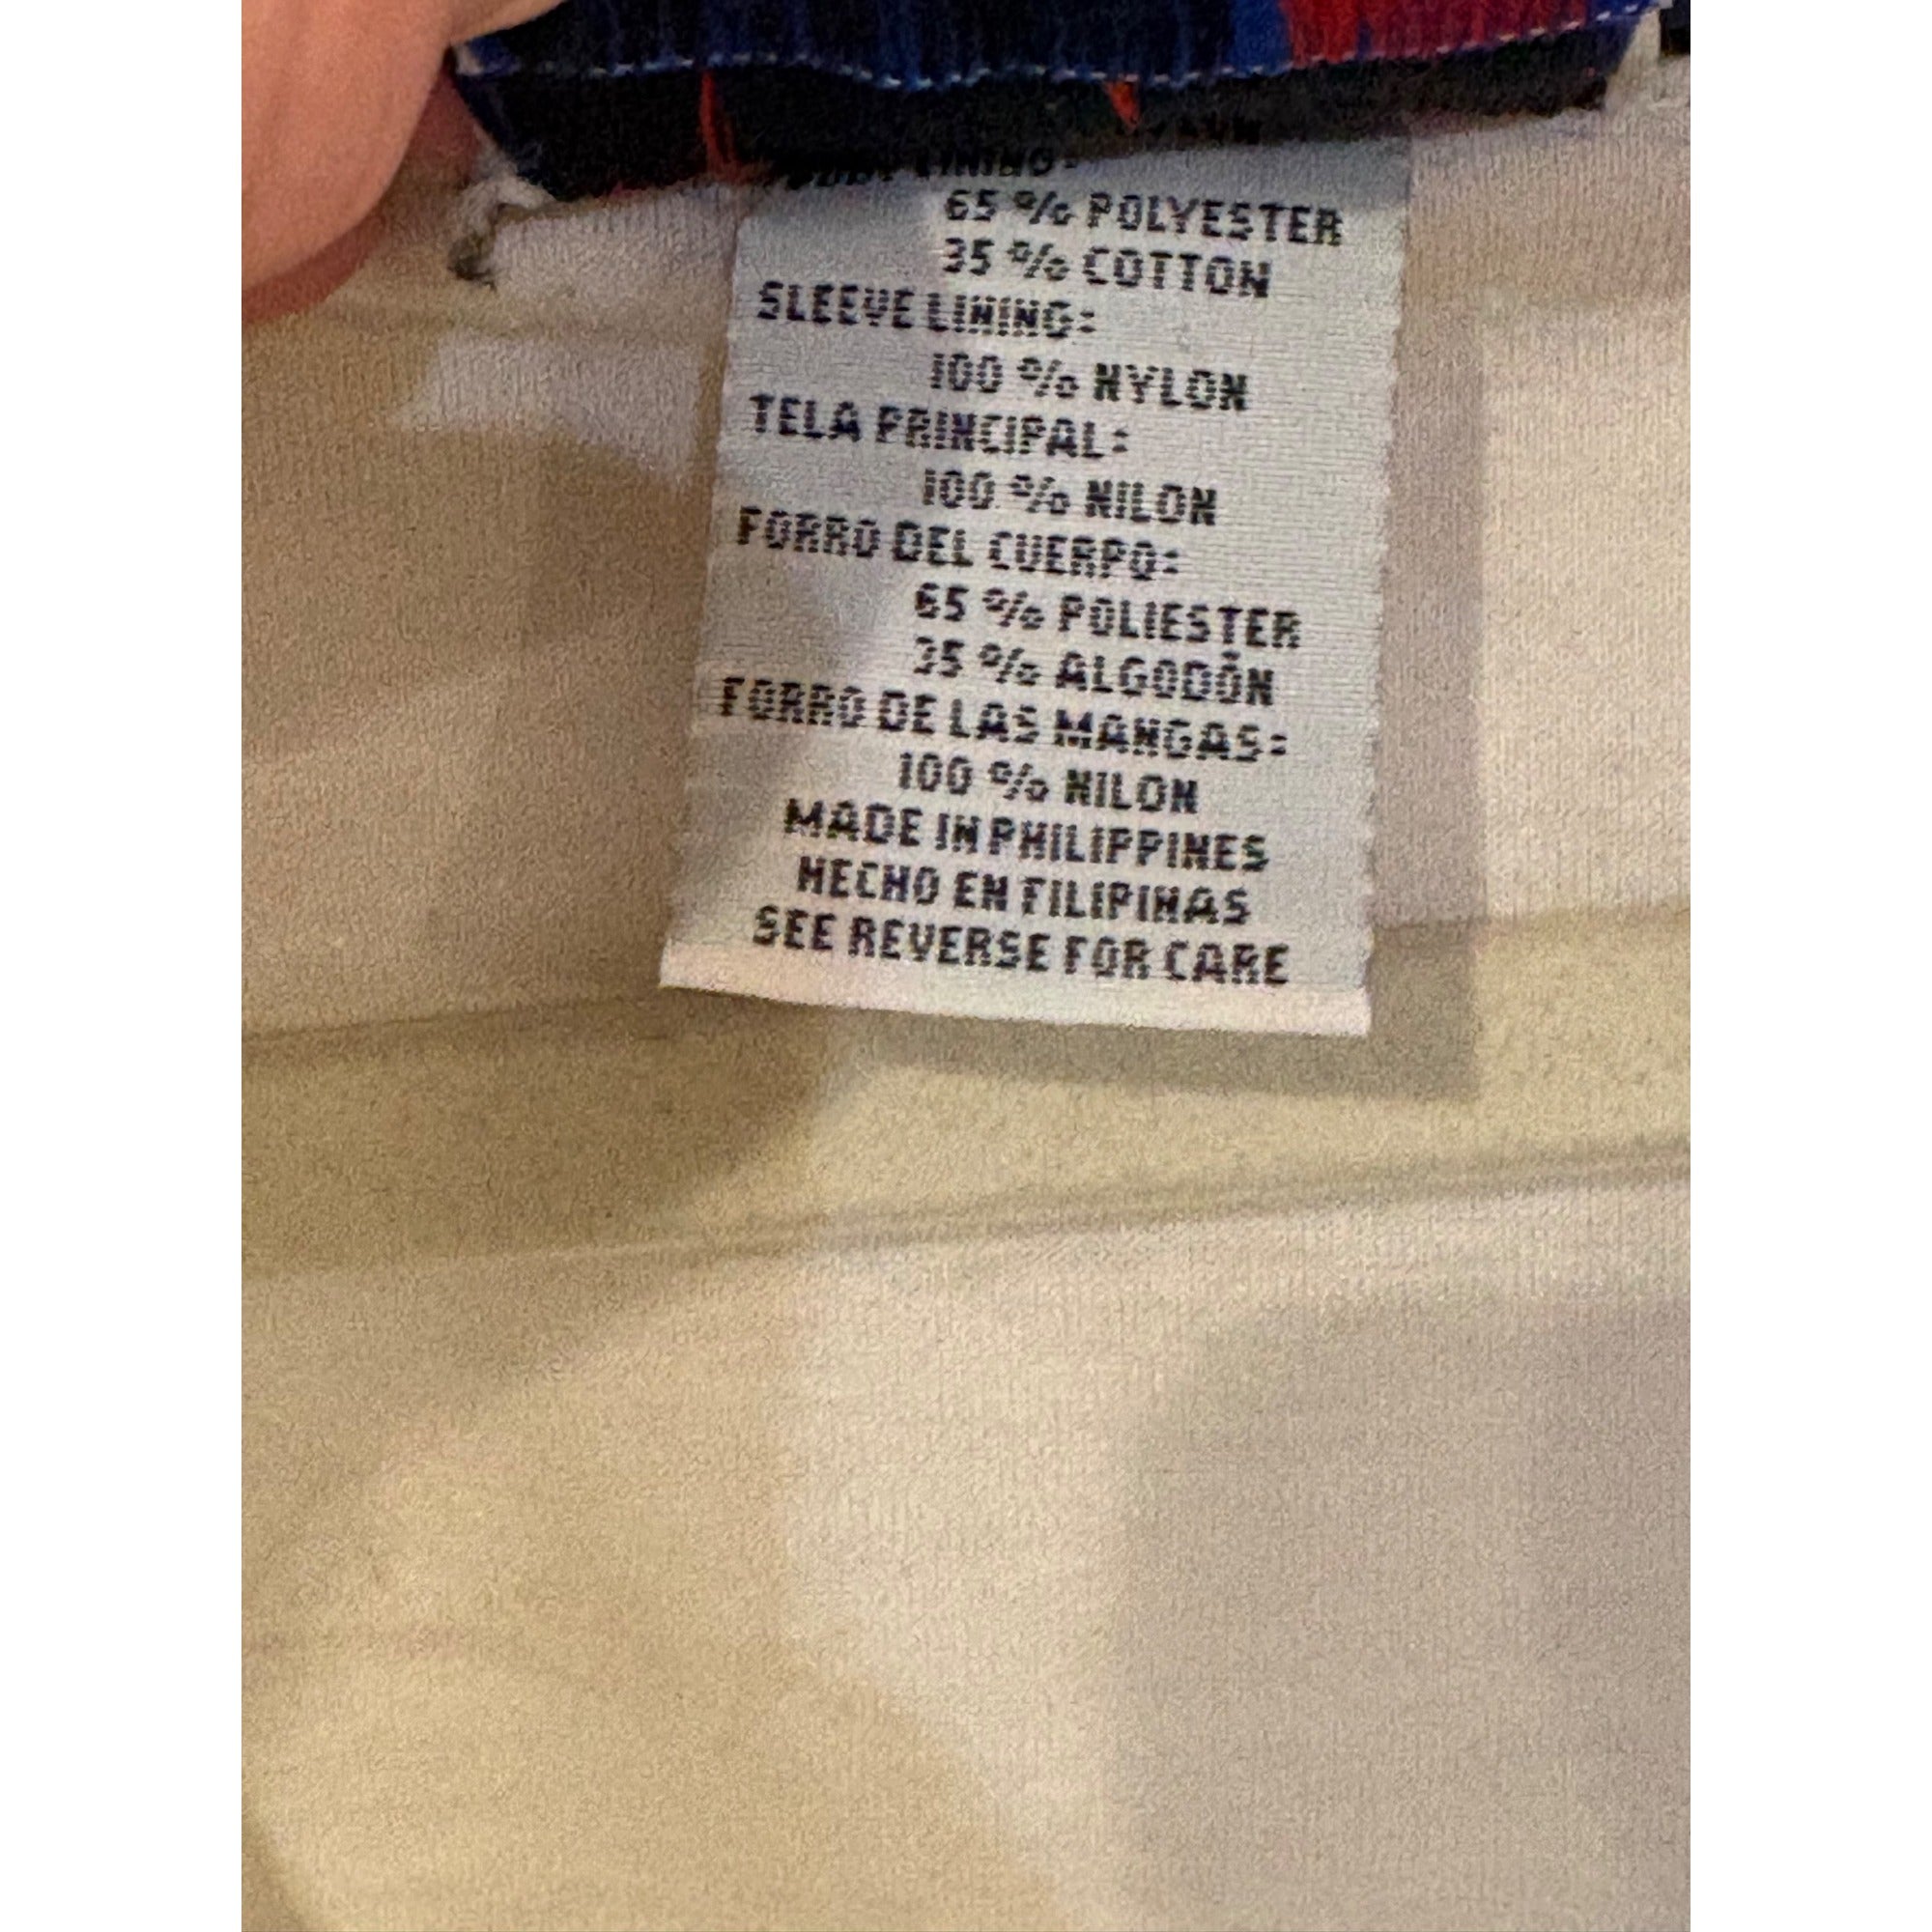 LINING:
65 % POLYESTER
35 % COTTON
SLEEVE LINING:
100 % NYLON
TELA PRINCIPAL:
100 % NILON
FORRO DEL CUERPO:
65 % POLIESTER
35 % ALGODÓN
FORRO DE LAS MANGAS:
100 % NILON
MADE IN PHILIPPINES
HECHO EN FILIPINAS
SEE REVERSE FOR CARE